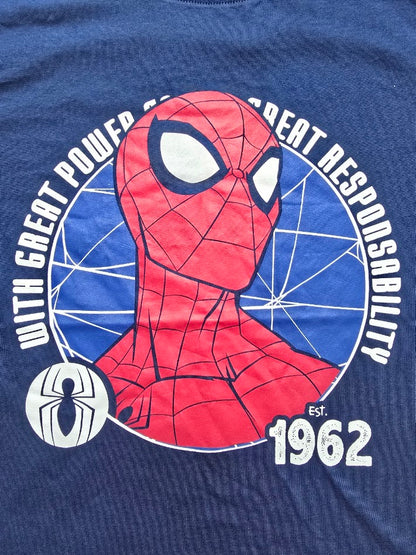 WITH GREAT POWER GREAT RESPONSABILITY
Est.
1962